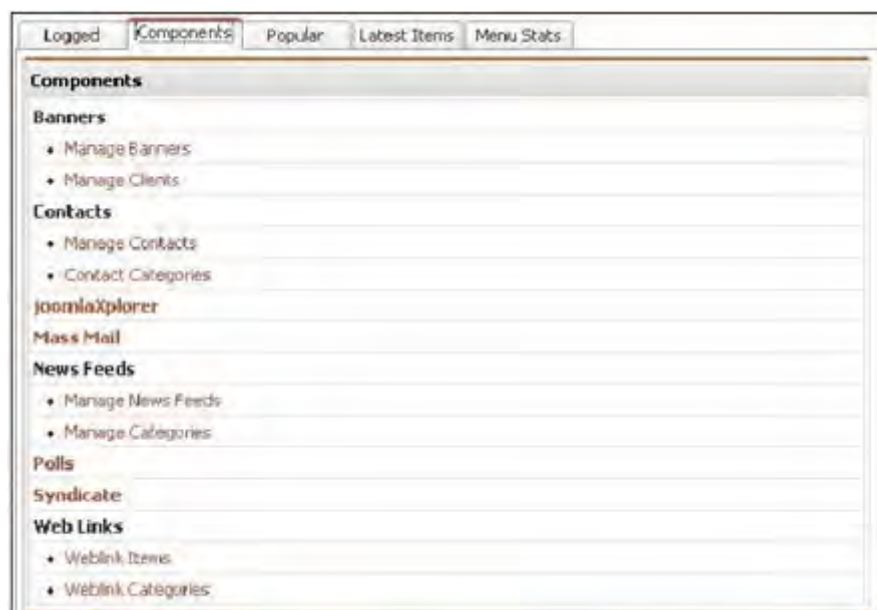 Logged Components Popular Latest Items Menu Stats
Components
Banners
• Manage Banners
• Manage Clients
Contacts
• Manage Contacts
• Contact Categories
joomlaXplorer
Mass Mail
News Feeds
• Manage News Feeds
• Manage Categories
Polls
Syndicate
Web Links
• Weblink Items
• Weblink Categories